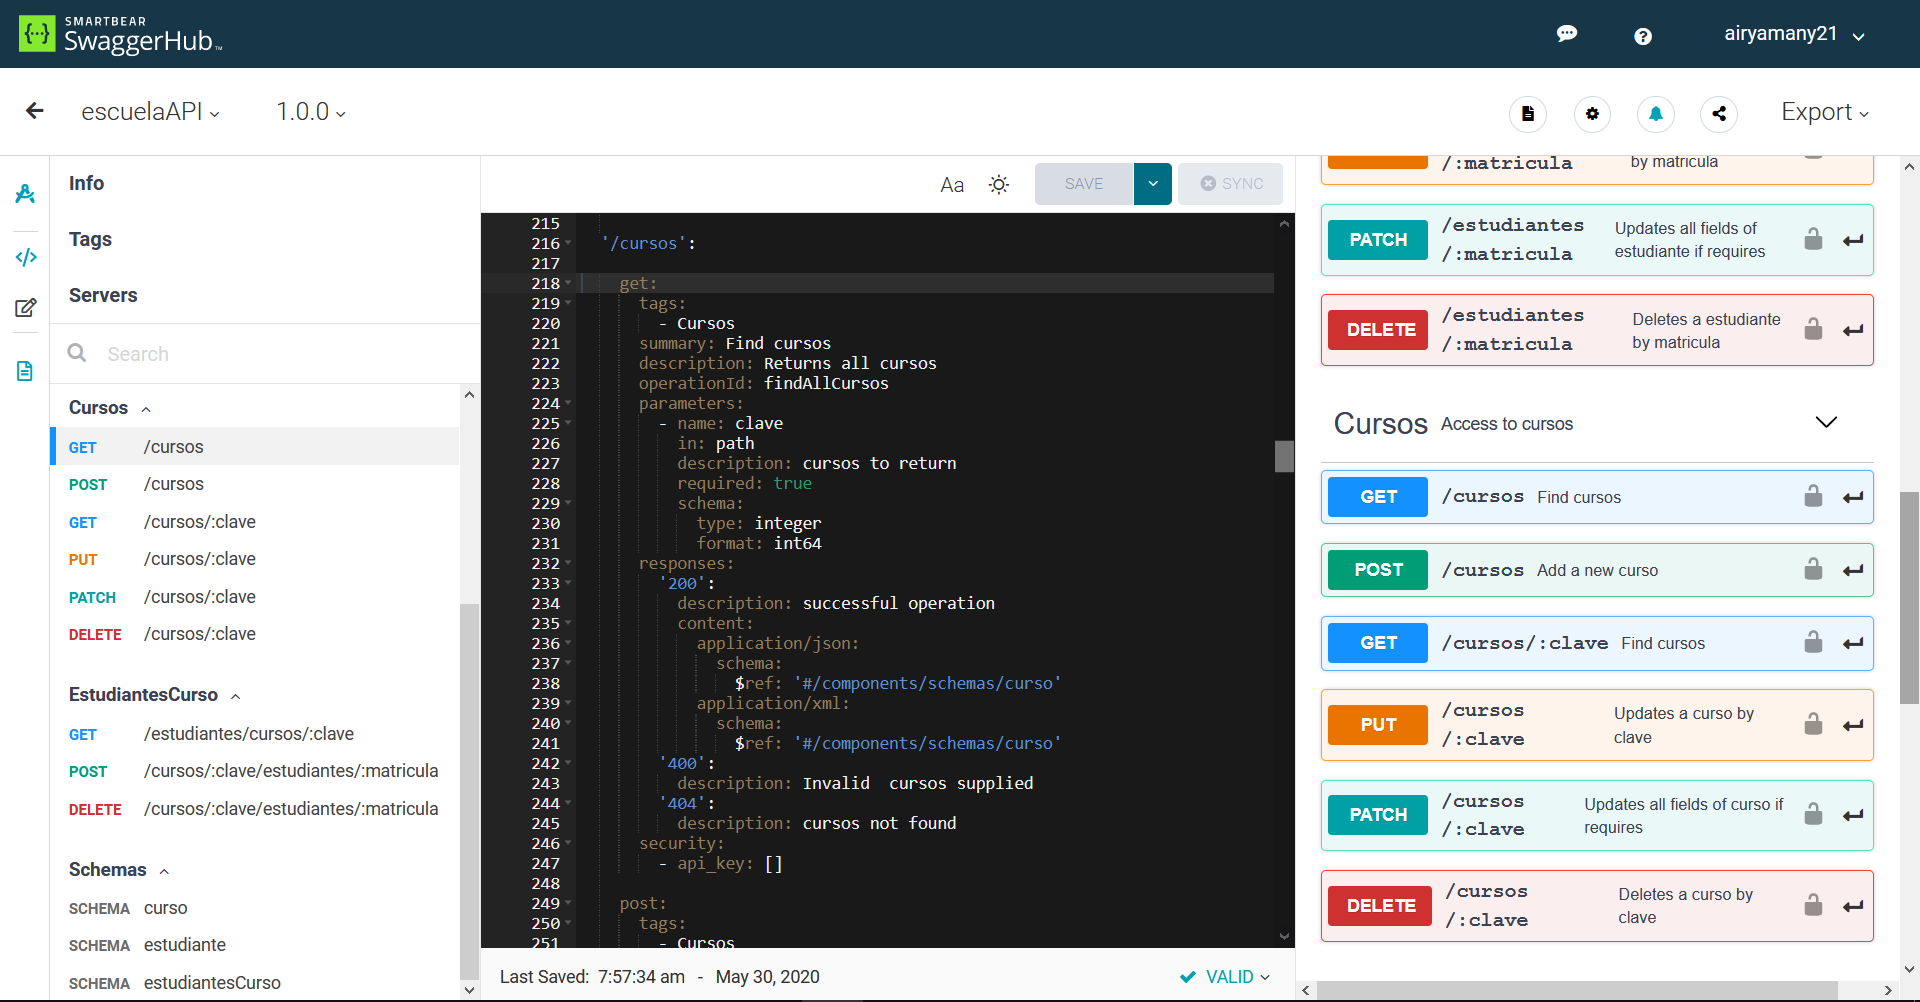 SMARTBEAR
SwaggerHub™
airyamany21
escuelaAPI
1.0.0
Export
Info
Tags
Servers
Search
Cursos
GET /cursos
POST /cursos
GET /cursos/:clave
PUT /cursos/:clave
PATCH /cursos/:clave
DELETE /cursos/:clave
EstudiantesCurso
GET /estudiantes/cursos/:clave
POST /cursos/:clave/estudiantes/:matricula
DELETE /cursos/:clave/estudiantes/:matricula
Schemas
SCHEMA curso
SCHEMA estudiante
SCHEMA estudiantesCurso
Aa
SAVE
SYNC
215
216 '/cursos':
217
218 get:
219 tags:
220 - Cursos
221 summary: Find cursos
222 description: Returns all cursos
223 operationId: findAllCursos
224 parameters:
225 - name: clave
226 in: path
227 description: cursos to return
228 required: true
229 schema:
230 type: integer
231 format: int64
232 responses:
233 '200':
234 description: successful operation
235 content:
236 application/json:
237 schema:
238 $ref: '#/components/schemas/curso'
239 application/xml:
240 schema:
241 $ref: '#/components/schemas/curso'
242 '400':
243 description: Invalid  cursos supplied
244 '404':
245 description: cursos not found
246 security:
247 - api_key: []
248
249 post:
250 tags:
251 - Cursos
Last Saved: 7:57:34 am - May 30, 2020
VALID
/:matricula by matricula
PATCH /estudiantes Updates all fields of
/:matricula estudiante if requires
DELETE /estudiantes Deletes a estudiante
/:matricula by matricula
Cursos Access to cursos
GET /cursos Find cursos
POST /cursos Add a new curso
GET /cursos/:clave Find cursos
PUT /cursos Updates a curso by
/:clave clave
PATCH /cursos Updates all fields of curso if
/:clave requires
DELETE /cursos Deletes a curso by
/:clave clave